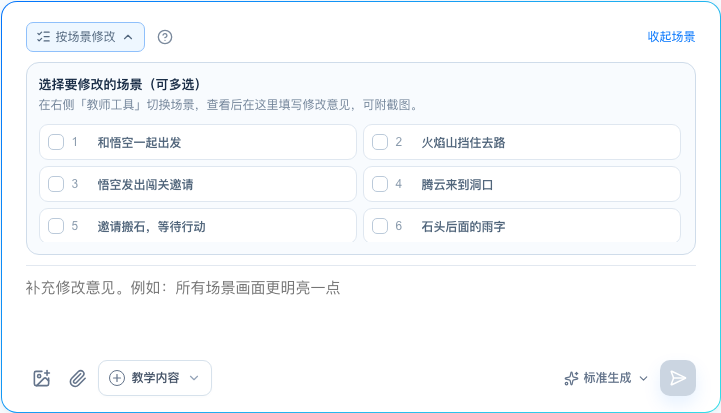 按场景修改
收起场景
选择要修改的场景（可多选）
在右侧「教师工具」切换场景，查看后在这里填写修改意见，可附截图。
1 和悟空一起出发
2 火焰山挡住去路
3 悟空发出闯关邀请
4 腾云来到洞口
5 邀请搬石，等待行动
6 石头后面的雨字
补充修改意见。例如：所有场景画面更明亮一点
教学内容
标准生成